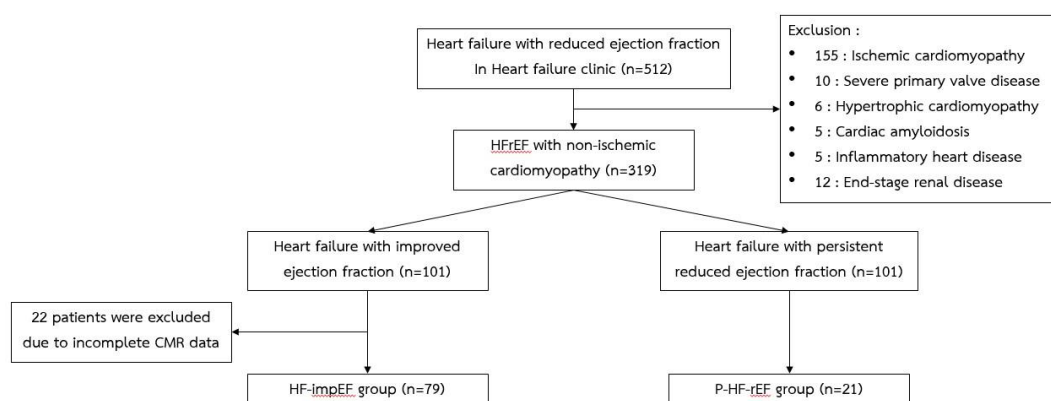 Heart failure with reduced ejection fraction
In Heart failure clinic (n=512)
Exclusion :
• 155 : Ischemic cardiomyopathy
• 10 : Severe primary valve disease
• 6 : Hypertrophic cardiomyopathy
• 5 : Cardiac amyloidosis
• 5 : Inflammatory heart disease
• 12 : End-stage renal disease
HFrEF with non-ischemic
cardiomyopathy (n=319)
Heart failure with improved
ejection fraction (n=101)
Heart failure with persistent
reduced ejection fraction (n=101)
22 patients were excluded
due to incomplete CMR data
HF-impEF group (n=79)
P-HF-rEF group (n=21)